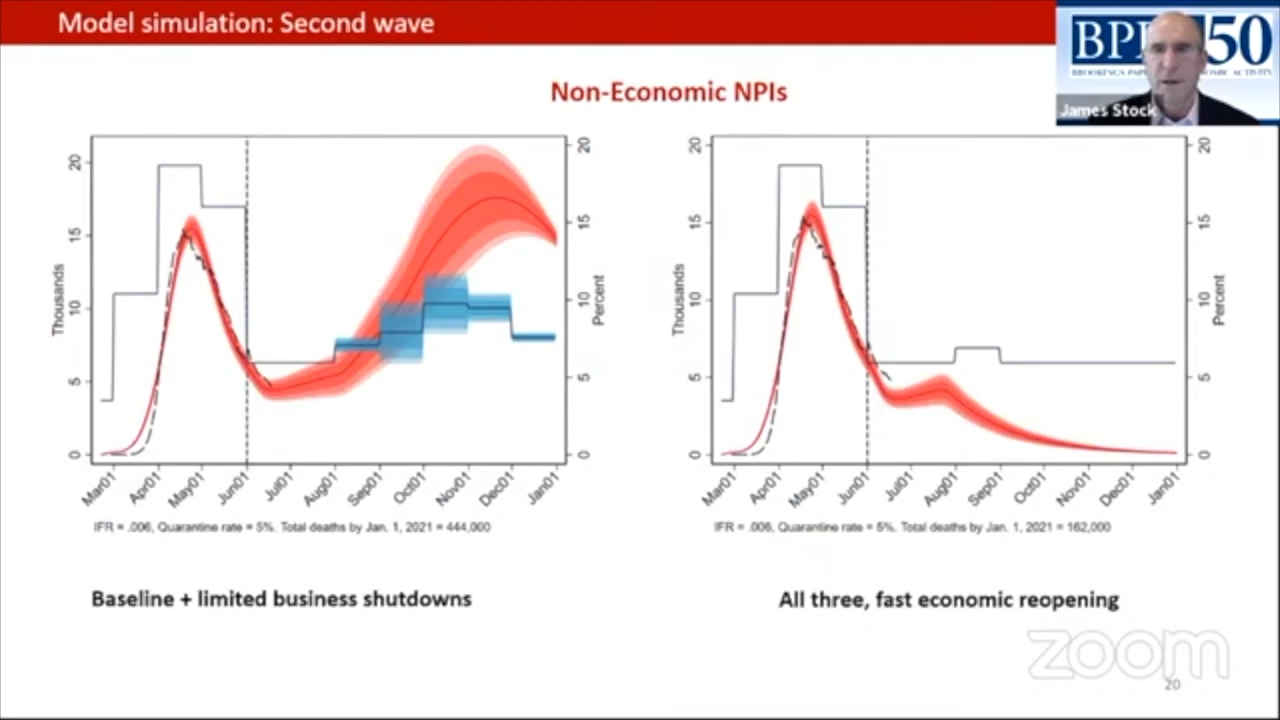 Model simulation: Second wave
James Stock
50
Non-Economic NPIs
Thousands
0
5
10
15
20
Percent
0
5
10
15
20
Mar01
Apr01
May01
Jun01
Jul01
Aug01
Sep01
Oct01
Nov01
Dec01
Jan01
IFR = .006, Quarantine rate = 5%. Total deaths by Jan. 1, 2021 = 444,000
Baseline + limited business shutdowns
Thousands
0
5
10
15
20
Percent
0
5
10
15
20
Mar01
Apr01
May01
Jun01
Jul01
Aug01
Sep01
Oct01
Nov01
Dec01
Jan01
IFR = .006, Quarantine rate = 5%. Total deaths by Jan. 1, 2021 = 162,000
All three, fast economic reopening
zoom
20